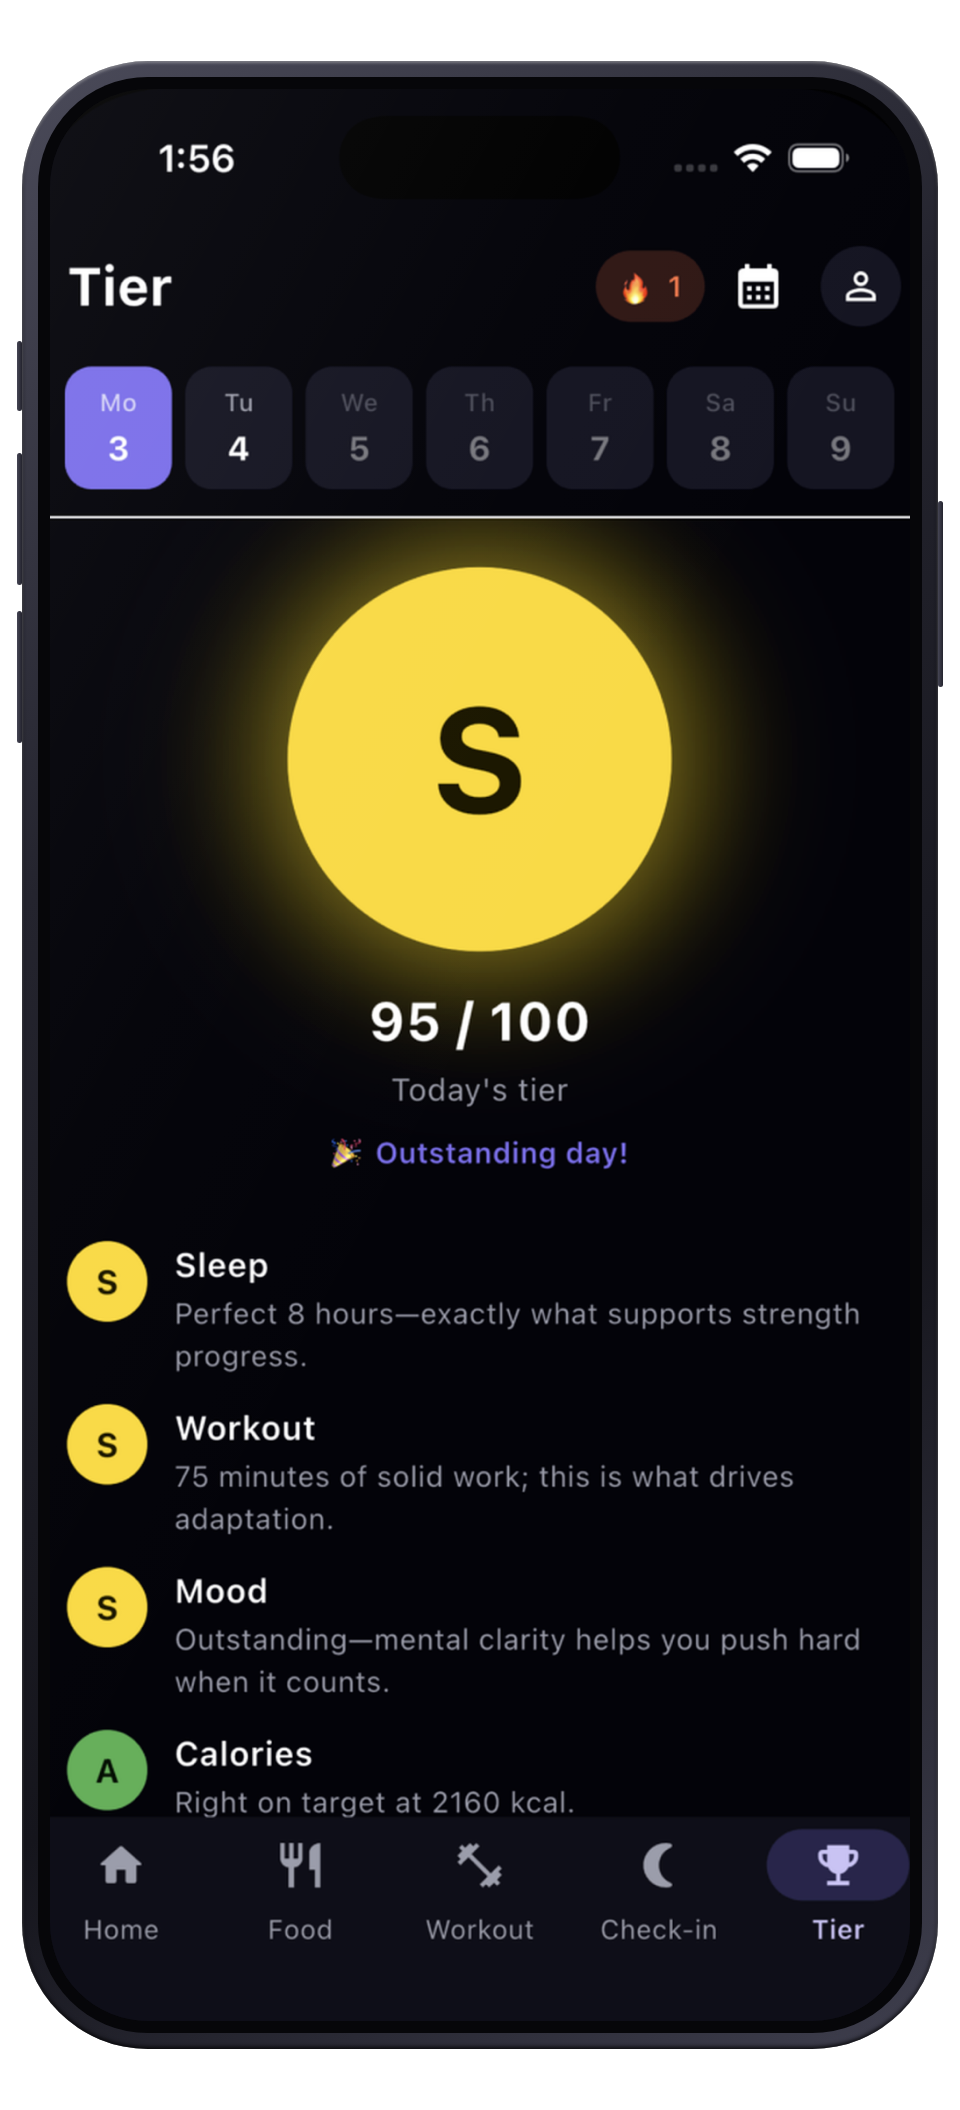 1:56
Tier
🔥 1
Mo Tu We Th Fr Sa Su
3 4 5 6 7 8 9
S
95 / 100
Today's tier
🎉 Outstanding day!
S
Sleep
Perfect 8 hours—exactly what supports strength
progress.
S
Workout
75 minutes of solid work; this is what drives
adaptation.
S
Mood
Outstanding—mental clarity helps you push hard
when it counts.
A
Calories
Right on target at 2160 kcal.
Home Food Workout Check-in Tier